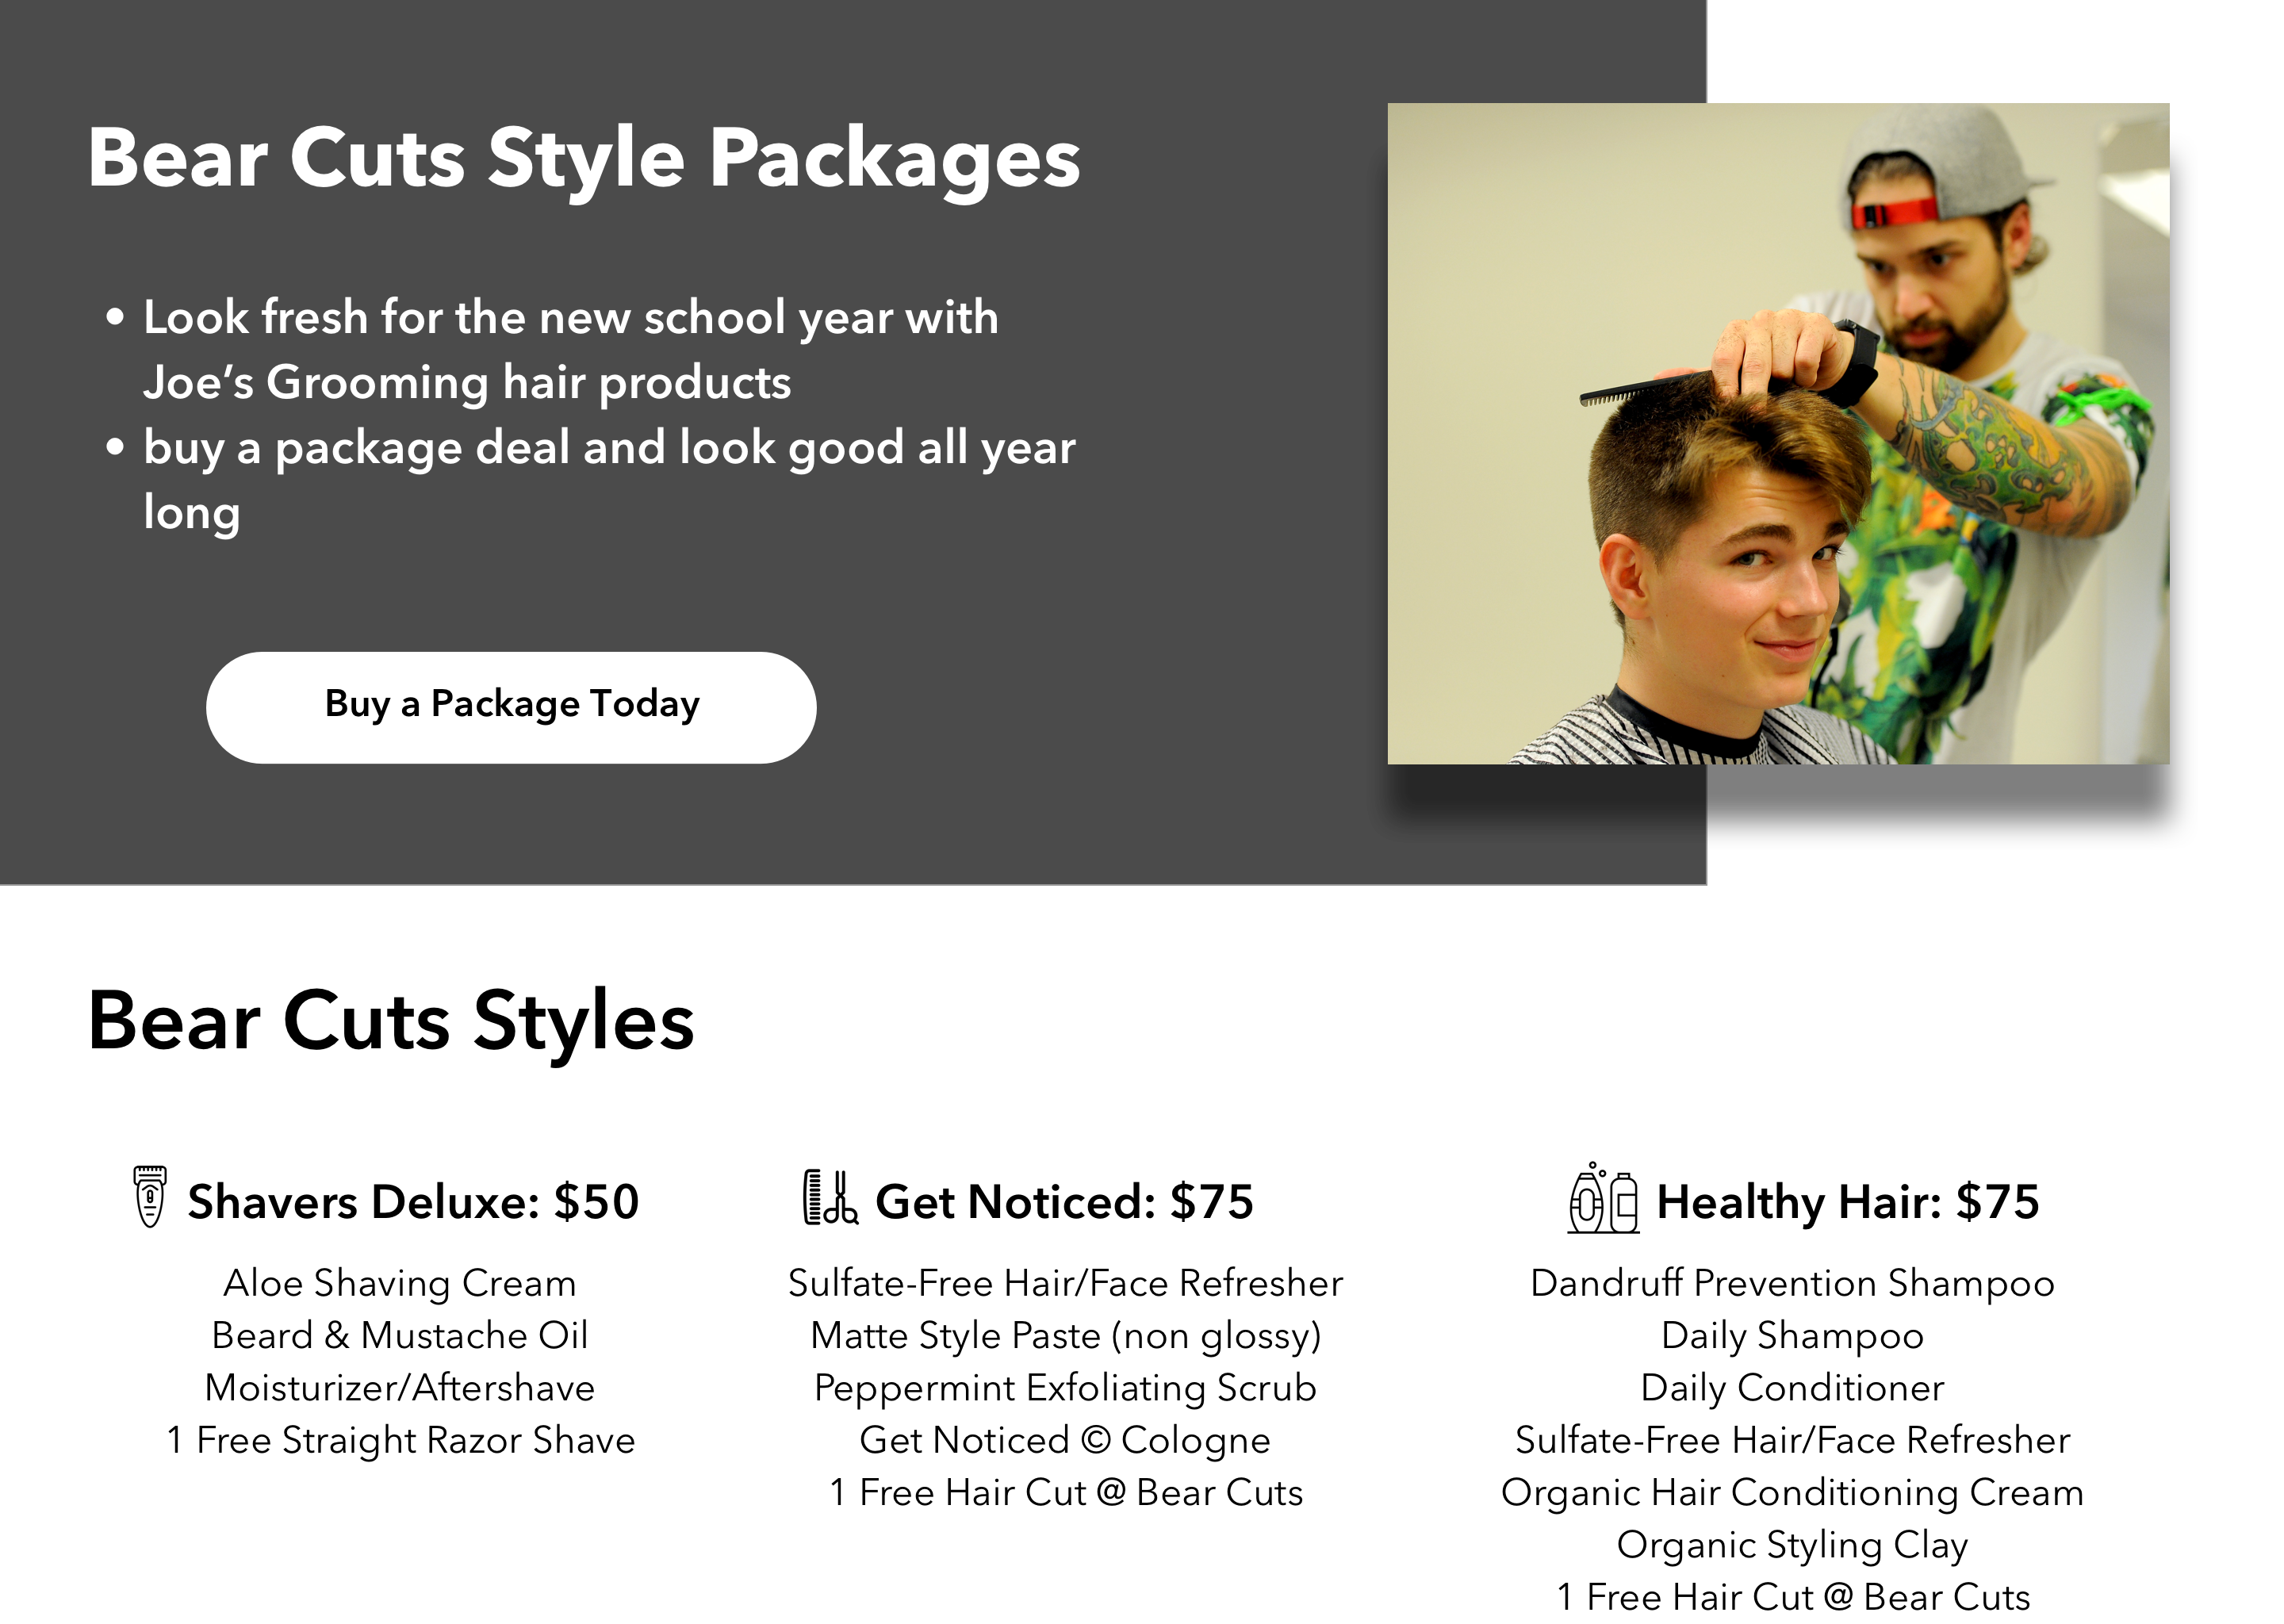 Bear Cuts Style Packages
• Look fresh for the new school year with
Joe’s Grooming hair products
• buy a package deal and look good all year
long
Buy a Package Today
Bear Cuts Styles
Shavers Deluxe: $50
Aloe Shaving Cream
Beard & Mustache Oil
Moisturizer/Aftershave
1 Free Straight Razor Shave
Get Noticed: $75
Sulfate-Free Hair/Face Refresher
Matte Style Paste (non glossy)
Peppermint Exfoliating Scrub
Get Noticed © Cologne
1 Free Hair Cut @ Bear Cuts
Healthy Hair: $75
Dandruff Prevention Shampoo
Daily Shampoo
Daily Conditioner
Sulfate-Free Hair/Face Refresher
Organic Hair Conditioning Cream
Organic Styling Clay
1 Free Hair Cut @ Bear Cuts